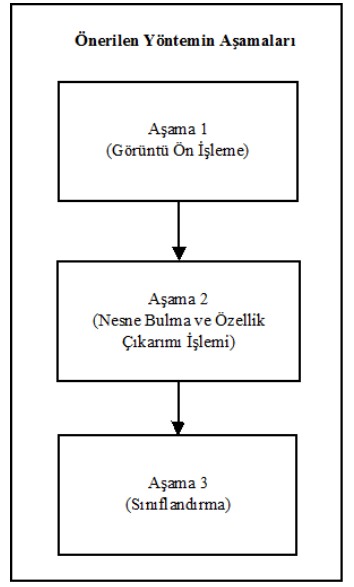 Önerilen Yöntemin Aşamaları
Aşama 1
(Görüntü Ön İşleme)
Aşama 2
(Nesne Bulma ve Özellik
Çıkarımı İşlemi)
Aşama 3
(Sınıflandırma)